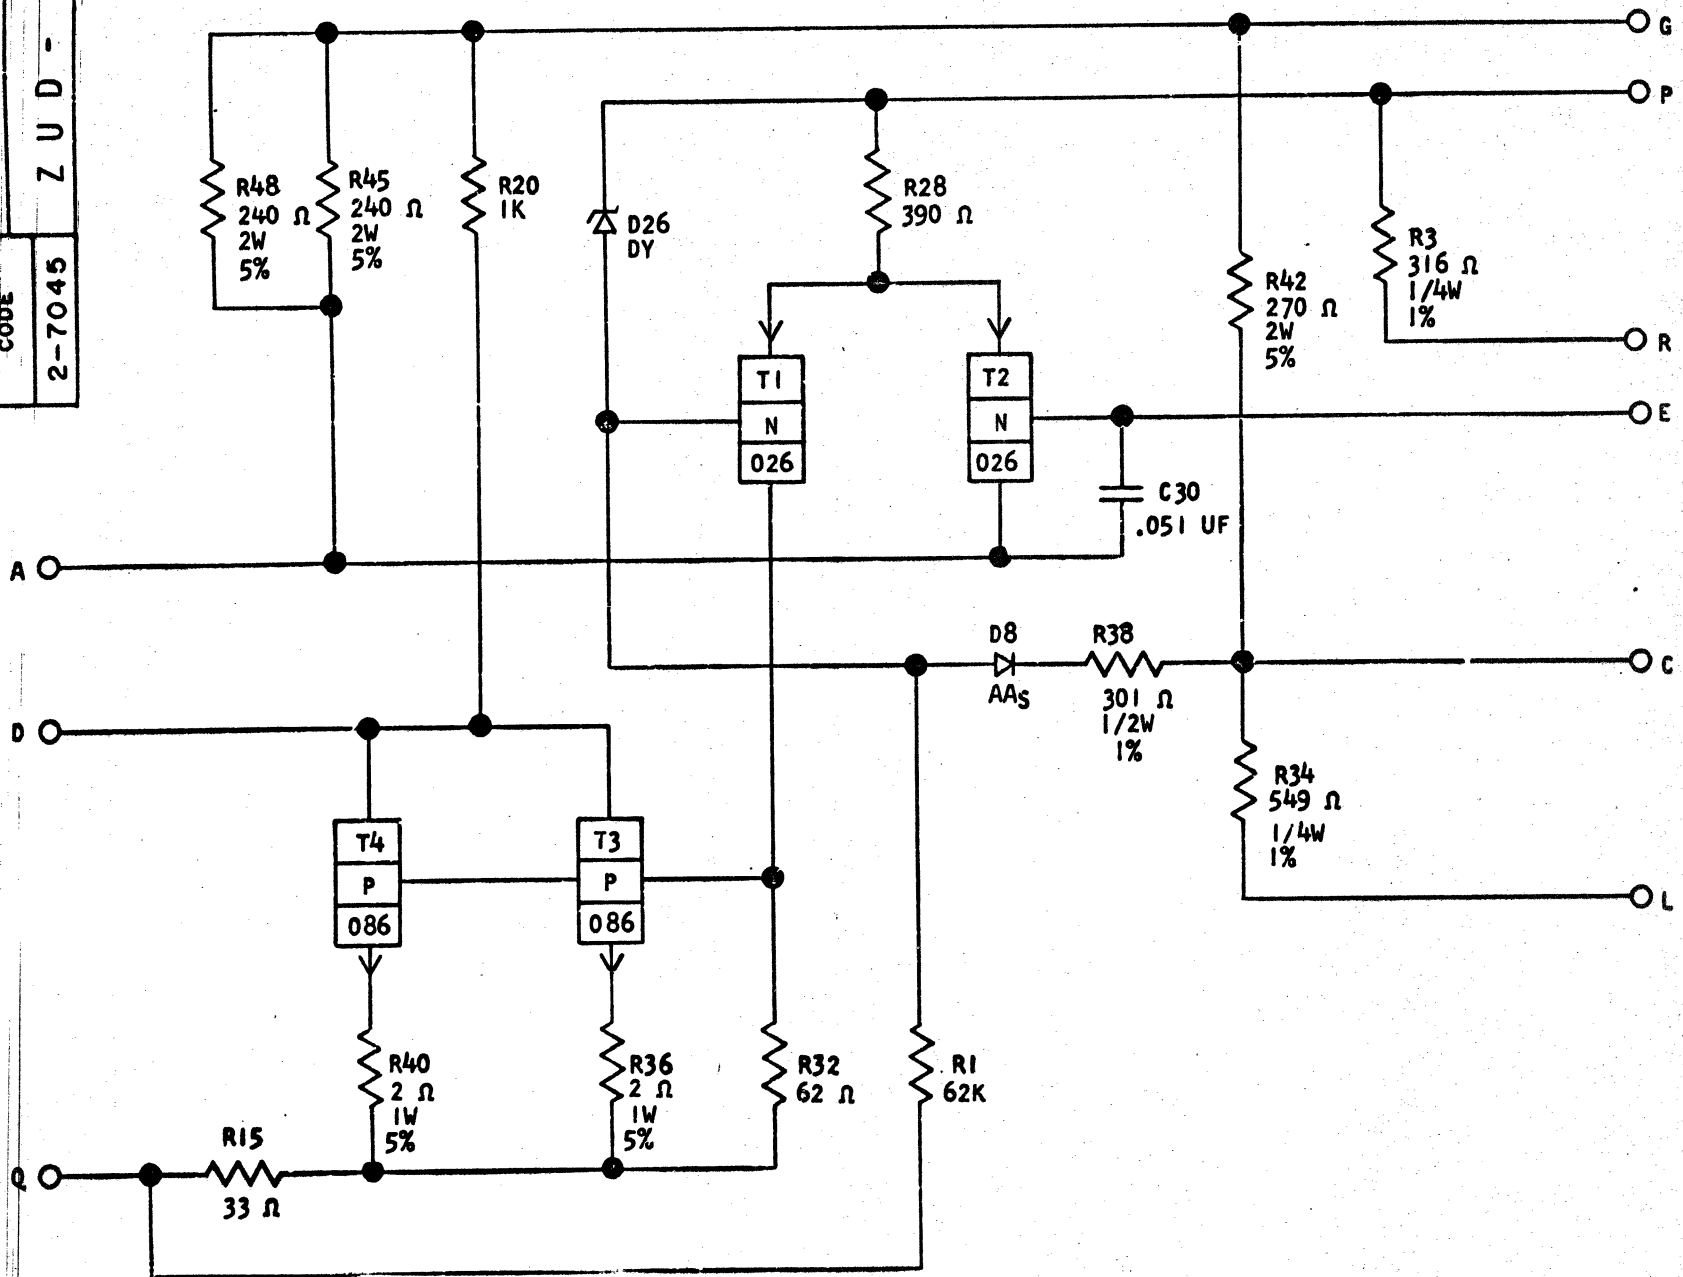 ZUD-
CODE
2-7045
G
P
R48
240 Ω
2W
5%
R45
240 Ω
2W
5%
R20
1K
D26
DY
R28
390 Ω
R42
270 Ω
2W
5%
R3
316 Ω
1/4W
1%
R
T1
N
026
T2
N
026
E
C30
.051 UF
A
D8
AAS
R38
301 Ω
1/2W
1%
C
D
R34
549 Ω
1/4W
1%
T4
P
086
T3
P
086
L
R40
2 Ω
1W
5%
R36
2 Ω
1W
5%
R32
62 Ω
R1
62K
R15
33 Ω
Q